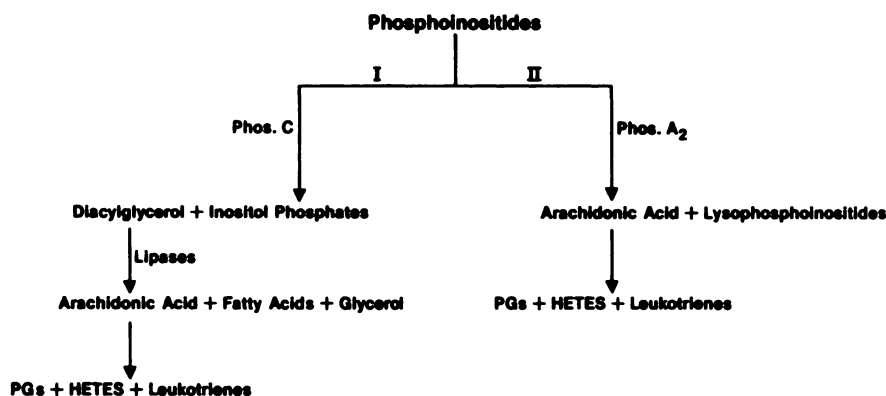 Phosphoinositides
I
II
Phos. C
Phos. A₂
Diacylglycerol + Inositol Phosphates
Arachidonic Acid + Lysophosphoinositides
Lipases
Arachidonic Acid + Fatty Acids + Glycerol
PGs + HETES + Leukotrienes
PGs + HETES + Leukotrienes